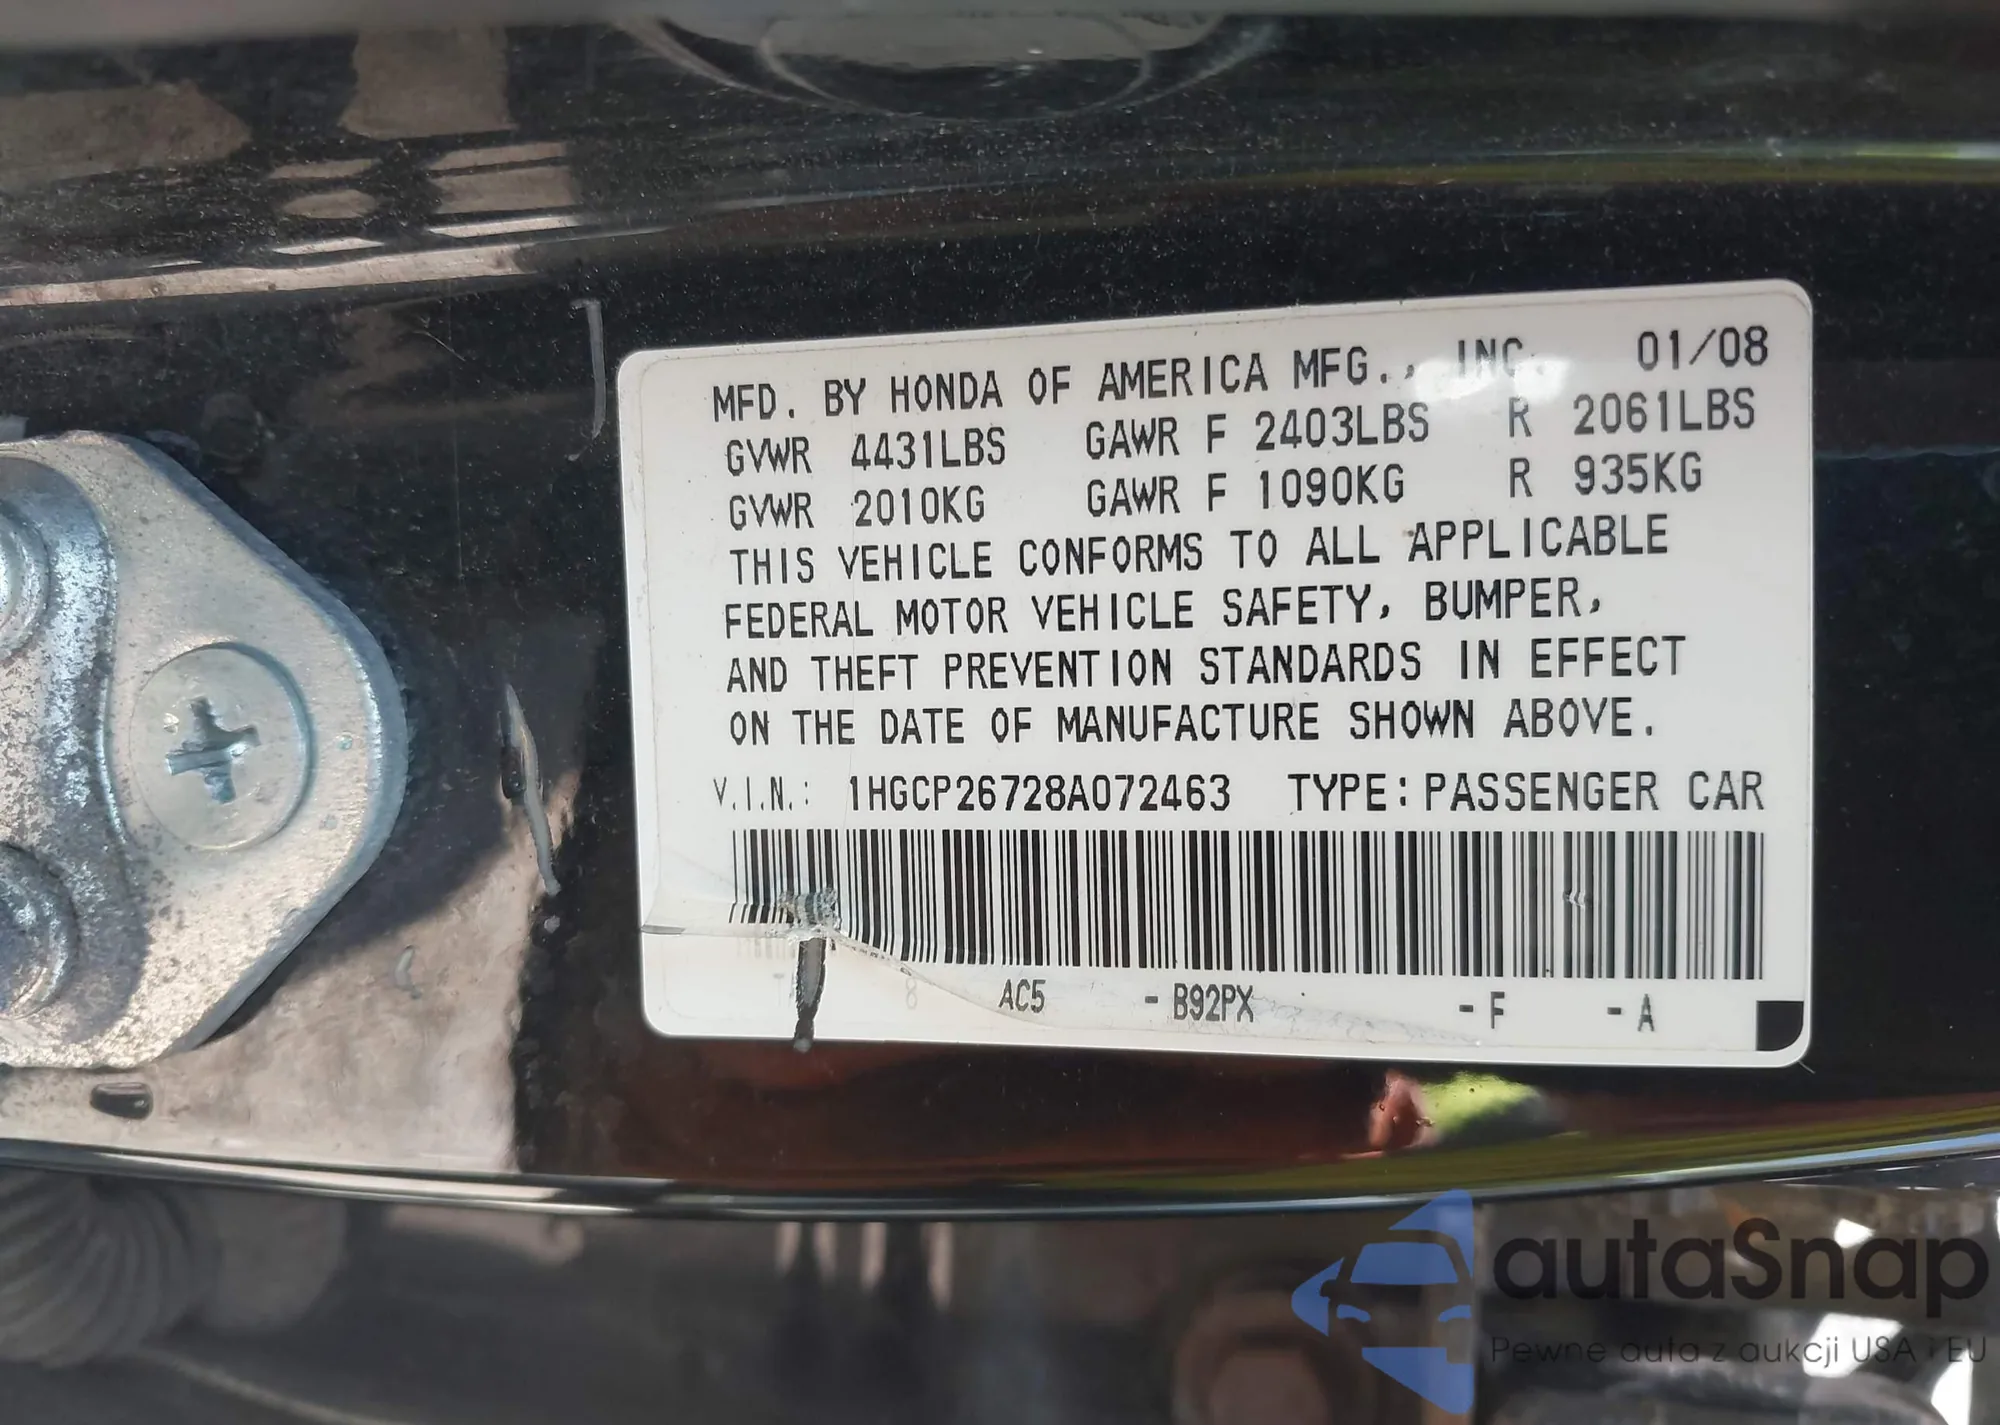 MFD. BY HONDA OF AMERICA MFG., INC. 01/08
GVWR 4431LBS GAWR F 2403LBS R 2061LBS
GVWR 2010KG GAWR F 1090KG R 935KG
THIS VEHICLE CONFORMS TO ALL APPLICABLE
FEDERAL MOTOR VEHICLE SAFETY, BUMPER,
AND THEFT PREVENTION STANDARDS IN EFFECT
ON THE DATE OF MANUFACTURE SHOWN ABOVE.
V.I.N.: 1HGCP26728A072463 TYPE: PASSENGER CAR
AC5 - B92PX - F - A
autaSnap
Pewne auta z aukcji USA i EU